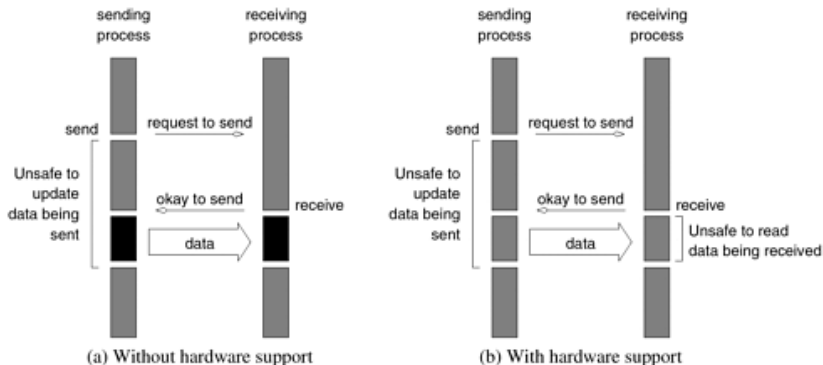 sending
process
receiving
process
send
request to send
Unsafe to
update
data being
sent
okay to send
receive
data
(a) Without hardware support
sending
process
receiving
process
send
request to send
Unsafe to
update
data being
sent
okay to send
receive
data
Unsafe to read
data being received
(b) With hardware support